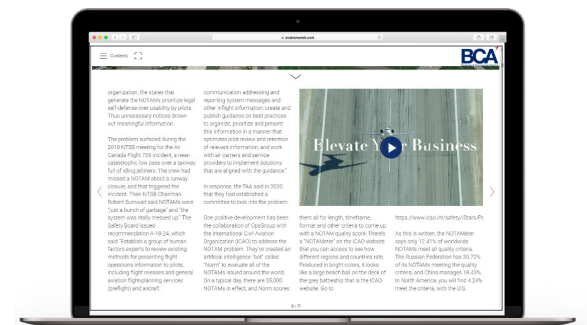 aviationweek.com
Contents
BCA
organization, the states that
generate the NOTAMs prioritize legal
self-defense over usability by pilots.
Thus unnecessary notices drown
out meaningful information.
The problem surfaced during the
2018 NTSB meeting for the Air
Canada Flight 759 incident, a near-
catastrophic low pass over a taxiway
full of idling jetliners. The crew had
missed a NOTAM about a runway
closure, and that triggered the
incident. Then-NTSB Chairman
Robert Sumwalt said NOTAMs were
"just a bunch of garbage" and "the
system was really messed up." The
Safety Board issued
recommendation A-18-24, which
said "Establish a group of human
factors experts to review existing
methods for presenting flight
operations information to pilots,
including flight releases and general
aviation flight-planning services
(preflight) and aircraft
communication addressing and
reporting system messages and
other inflight information; create and
publish guidance on best practices
to organize, prioritize and present
this information in a manner that
optimizes pilot review and retention
of relevant information; and work
with air carriers and service
providers to implement solutions
that are aligned with the guidance."
In response, the FAA said in 2020
that they had established a
committee to look into the problem.
One positive development has been
the collaboration of OpsGroup with
the International Civil Aviation
Organization (ICAO) to address the
NOTAM problem. They've created an
artificial intelligence "bot" called
"Norm" to evaluate all of the
NOTAMs issued around the world.
On a typical day, there are 35,000
NOTAMs in effect, and Norm scores
Elevate Your Business
them all for length, timeframe,
format and other criteria to come up
with a NOTAM quality score. There's
a "NOTAMeter" on the ICAO website
that you can access to see how
different regions and countries rate.
Produced in bright colors, it looks
like a large beach ball on the deck of
the grey battleship that is the ICAO
website. Go to
https://www.icao.int/safety/iStars/P
As this is written, the NOTAMeter
says only 12.41% of worldwide
NOTAMs meet all quality criteria.
The Russian Federation has 30.72%
of its NOTAMs meeting the quality
criteria, and China manages 18.43%.
In North America, you will find 4.24%
meet the criteria, with the U.S.